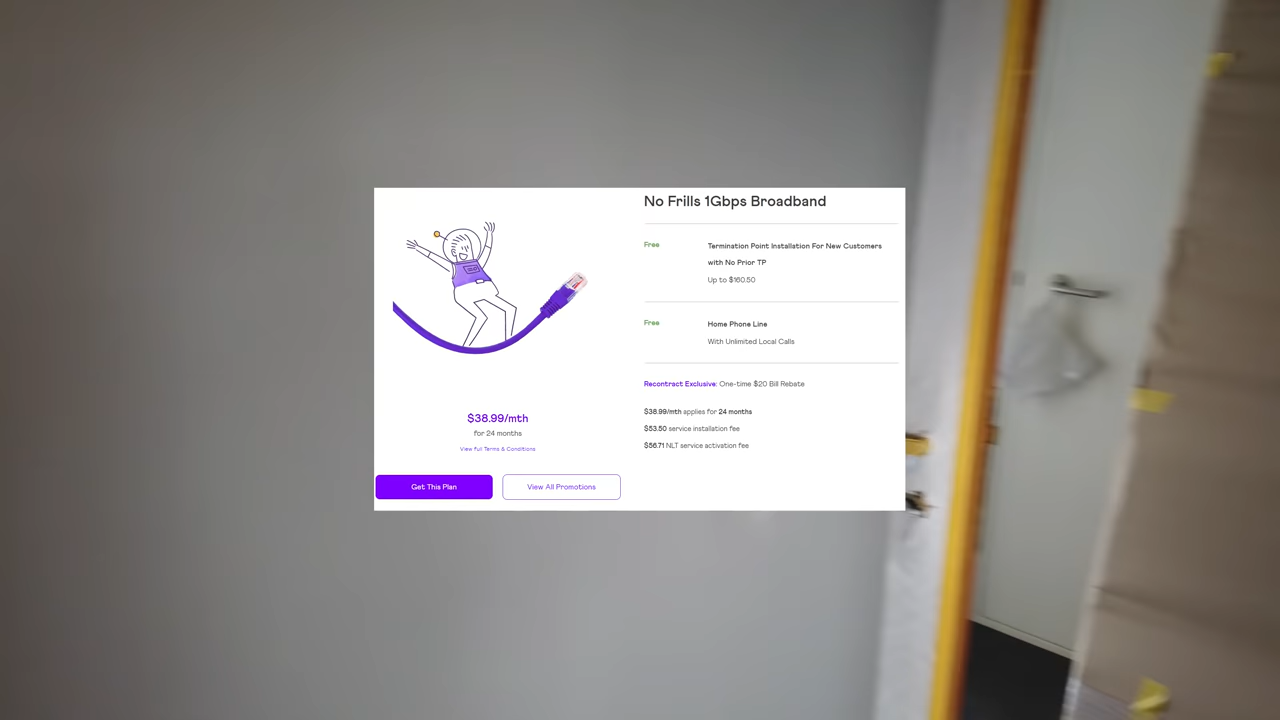 No Frills 1Gbps Broadband
Free
Termination Point Installation For New Customers
with No Prior TP
Up to $160.50
Free
Home Phone Line
With Unlimited Local Calls
Recontract Exclusive: One-time $20 Bill Rebate
$38.99/mth applies for 24 months
$53.50 service installation fee
$56.71 NLT service activation fee
$38.99/mth
for 24 months
View Full Terms & Conditions
Get This Plan
View All Promotions